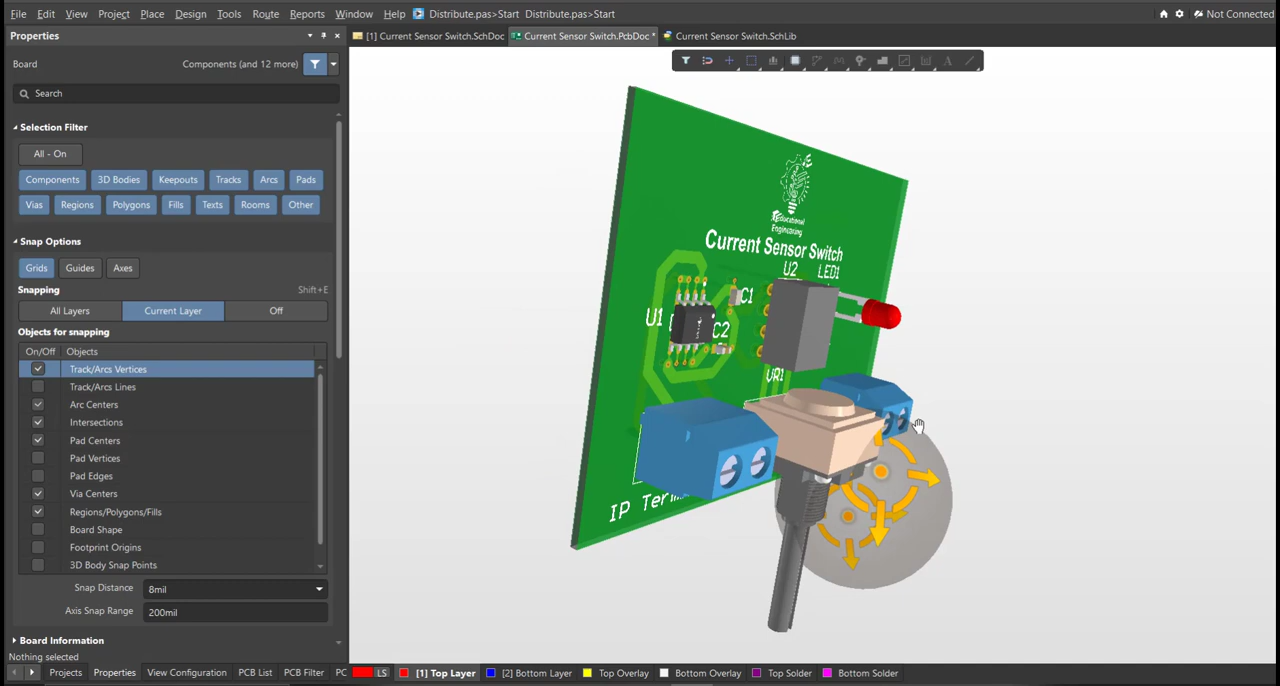 File Edit View Project Place Design Tools Route Reports Window Help Distribute.pas>Start Distribute.pas>Start Not Connected
Properties
[1] Current Sensor Switch.SchDoc Current Sensor Switch.PcbDoc * Current Sensor Switch.SchLib
Board Components (and 12 more)
Search
Selection Filter
All - On
Components 3D Bodies Keepouts Tracks Arcs Pads
Vias Regions Polygons Fills Texts Rooms Other
Snap Options
Grids Guides Axes
Snapping Shift+E
All Layers Current Layer Off
Objects for snapping
On/Off Objects
Track/Arcs Vertices
Track/Arcs Lines
Arc Centers
Intersections
Pad Centers
Pad Vertices
Pad Edges
Via Centers
Regions/Polygons/Fills
Board Shape
Footprint Origins
3D Body Snap Points
Snap Distance 8mil
Axis Snap Range 200mil
Board Information
Nothing selected
Projects Properties View Configuration PCB List PCB Filter PC LS [1] Top Layer [2] Bottom Layer Top Overlay Bottom Overlay Top Solder Bottom Solder
Educational
Engineering
Current Sensor Switch
U2 LED1
C1
U1
C2
VR1
IP